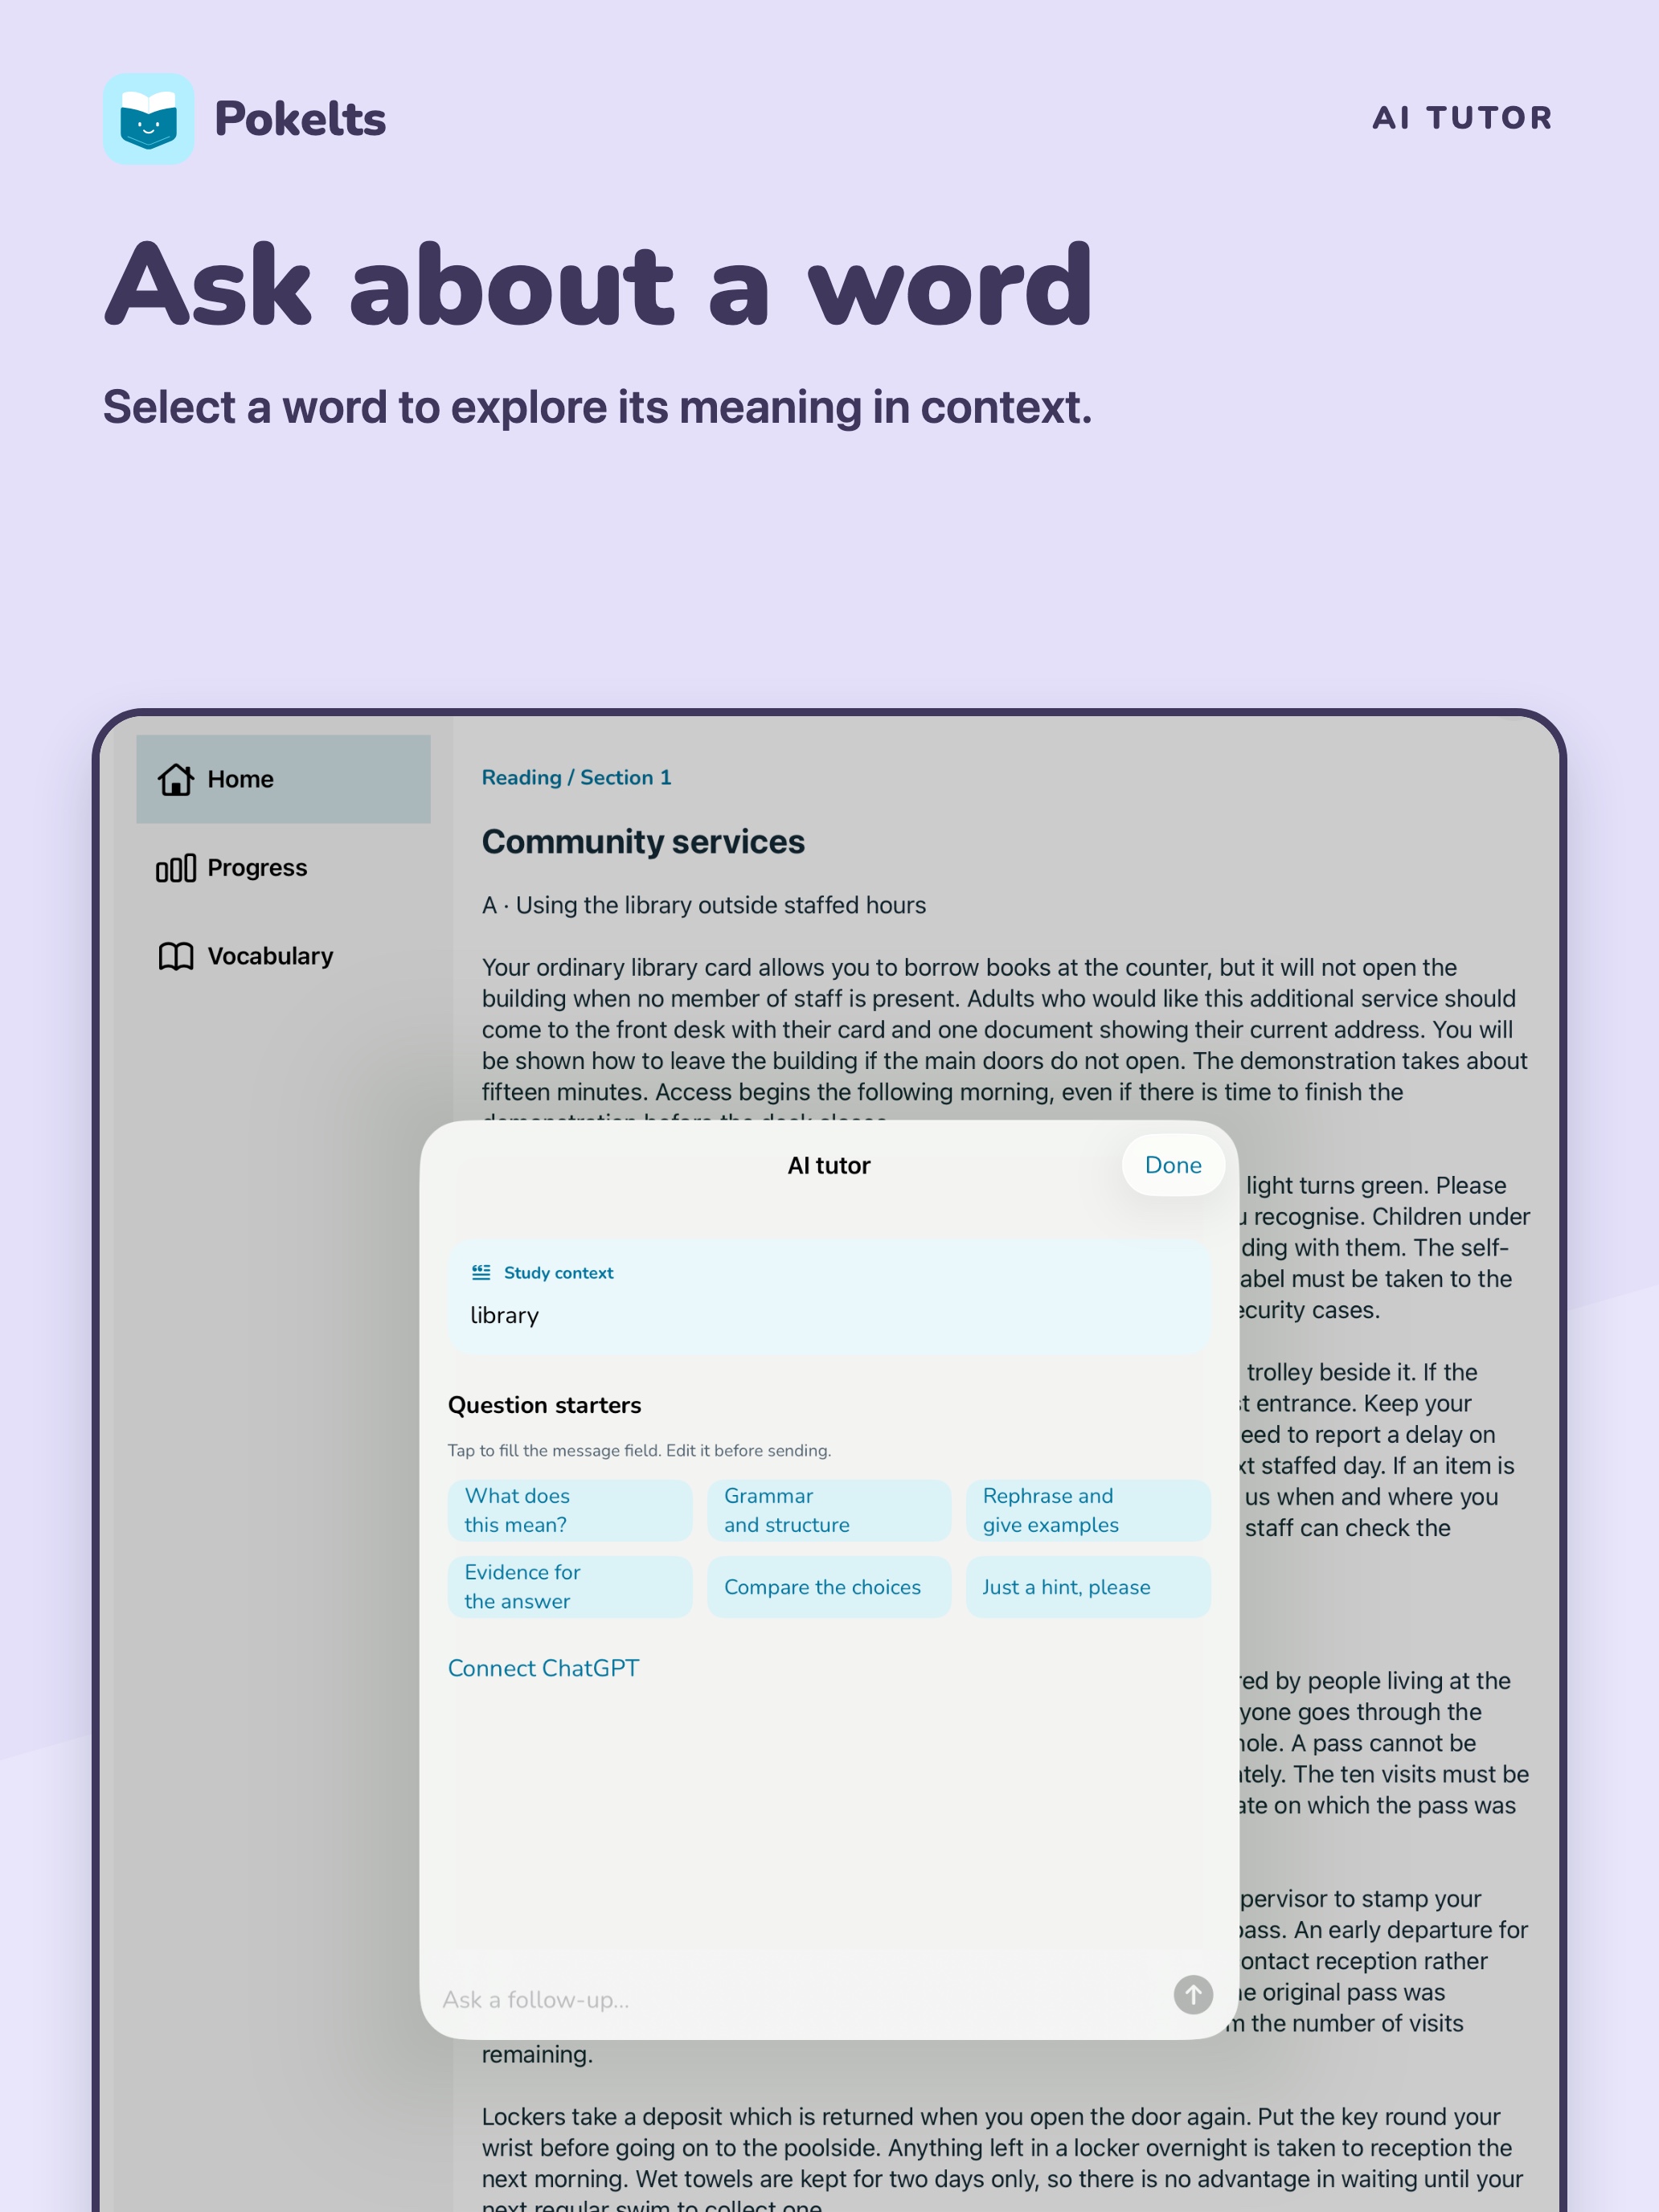 Pokelts
AI TUTOR
Ask about a word
Select a word to explore its meaning in context.
Home
Progress
Vocabulary
Reading / Section 1
Community services
A · Using the library outside staffed hours
Your ordinary library card allows you to borrow books at the counter, but it will not open the
building when no member of staff is present. Adults who would like this additional service should
come to the front desk with their card and one document showing their current address. You will
be shown how to leave the building if the main doors do not open. The demonstration takes about
fifteen minutes. Access begins the following morning, even if there is time to finish the
demonstration before the desk closes.
AI tutor
Done
Study context
library
Question starters
Tap to fill the message field. Edit it before sending.
What does
this mean?
Grammar
and structure
Rephrase and
give examples
Evidence for
the answer
Compare the choices
Just a hint, please
Connect ChatGPT
Ask a follow-up...
light turns green. Please
recognise. Children under
with them. The self-
must be taken to the
cases.
trolley beside it. If the
entrance. Keep your
to report a delay on
staffed day. If an item is
us when and where you
staff can check the
by people living at the
goes through the
A pass cannot be
The ten visits must be
on which the pass was
to stamp your
An early departure for
reception rather
original pass was
the number of visits
remaining.
Lockers take a deposit which is returned when you open the door again. Put the key round your
wrist before going on to the poolside. Anything left in a locker overnight is taken to reception the
next morning. Wet towels are kept for two days only, so there is no advantage in waiting until your
next regular swim to collect one.